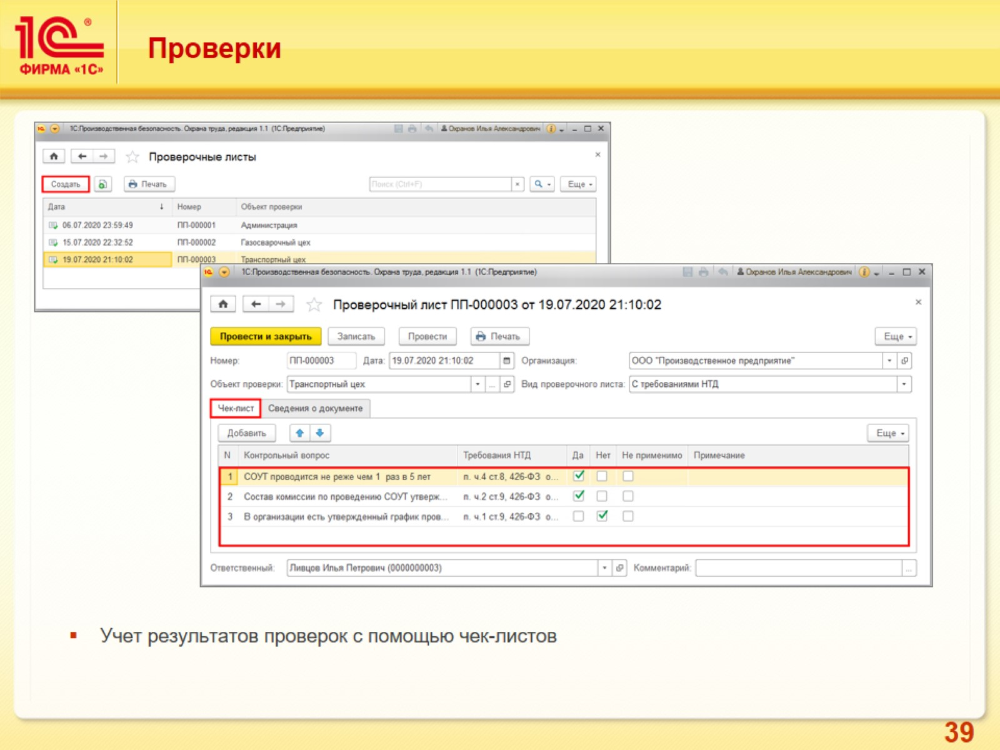 1С ®
ФИРМА «1С»
Проверки
1С:Производственная безопасность. Охрана труда, редакция 1.1 (1С:Предприятие)
Охранов Илья Александрович
Проверочные листы
Создать
Печать
Поиск (Ctrl+F)
Еще
Дата ↓ Номер Объект проверки
06.07.2020 23:59:49 ПП-000001 Администрация
15.07.2020 22:32:52 ПП-000002 Газосварочный цех
19.07.2020 21:10:02 ПП-000003 Транспортный цех
1С:Производственная безопасность. Охрана труда, редакция 1.1 (1С:Предприятие)
Охранов Илья Александрович
Проверочный лист ПП-000003 от 19.07.2020 21:10:02
Провести и закрыть Записать Провести Печать Еще
Номер: ПП-000003 Дата: 19.07.2020 21:10:02 Организация: ООО "Производственное предприятие"
Объект проверки: Транспортный цех ... Вид проверочного листа: С требованиями НТД
Чек-лист Сведения о документе
Добавить Еще
N Контрольный вопрос Требования НТД Да Нет Не применимо Примечание
1 СОУТ проводится не реже чем 1 раз в 5 лет п. ч.4 ст.8, 426-ФЗ о...
2 Состав комиссии по проведению СОУТ утверж... п. ч.2 ст.9, 426-ФЗ о...
3 В организации есть утвержденный график пров... п. ч.1 ст.9, 426-ФЗ о...
Ответственный: Ливцов Илья Петрович (0000000003) Комментарий: ...
Учет результатов проверок с помощью чек-листов
39